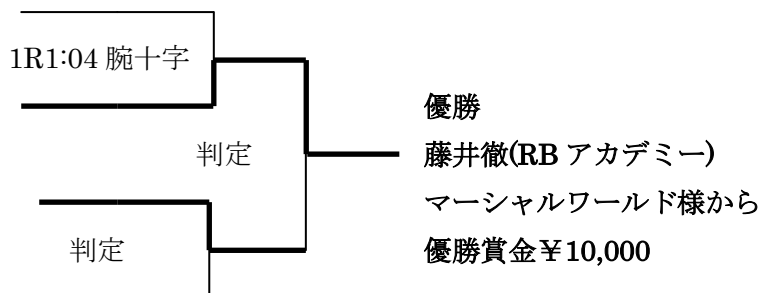 1R1:04 腕十字
優勝
判定
藤井徹(RB アカデミー)
マーシャルワールド様から
判定
優勝賞金￥10,000